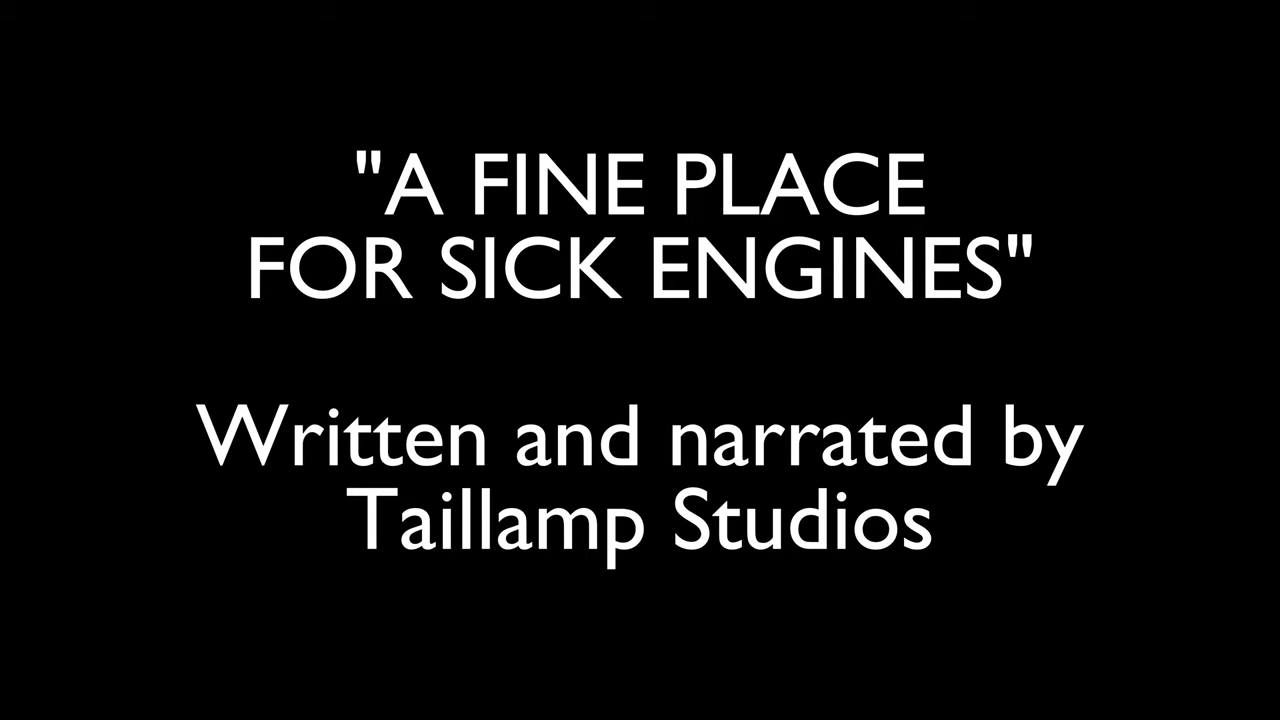 "A FINE PLACE
FOR SICK ENGINES"
Written and narrated by
Taillamp Studios